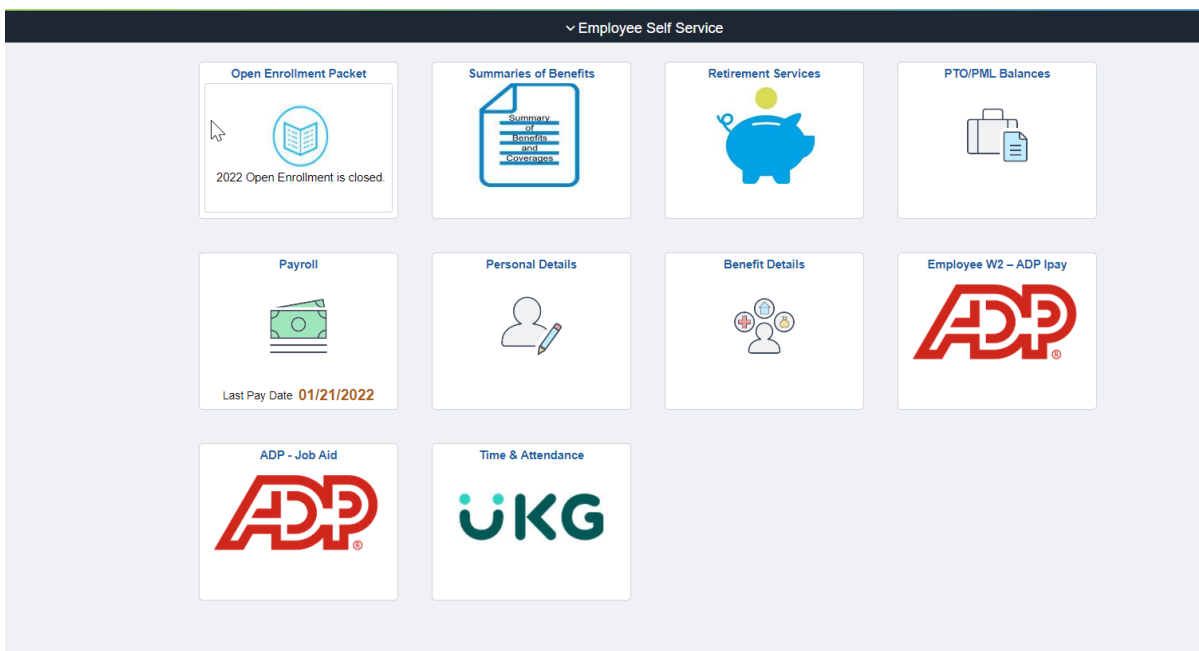 Employee Self Service
Open Enrollment Packet
2022 Open Enrollment is closed.
Summaries of Benefits
Summary
of
Benefits
and
Coverages
Retirement Services
PTO/PML Balances
Payroll
Last Pay Date 01/21/2022
Personal Details
Benefit Details
Employee W2 – ADP Ipay
ADP®
ADP - Job Aid
ADP®
Time & Attendance
UKG